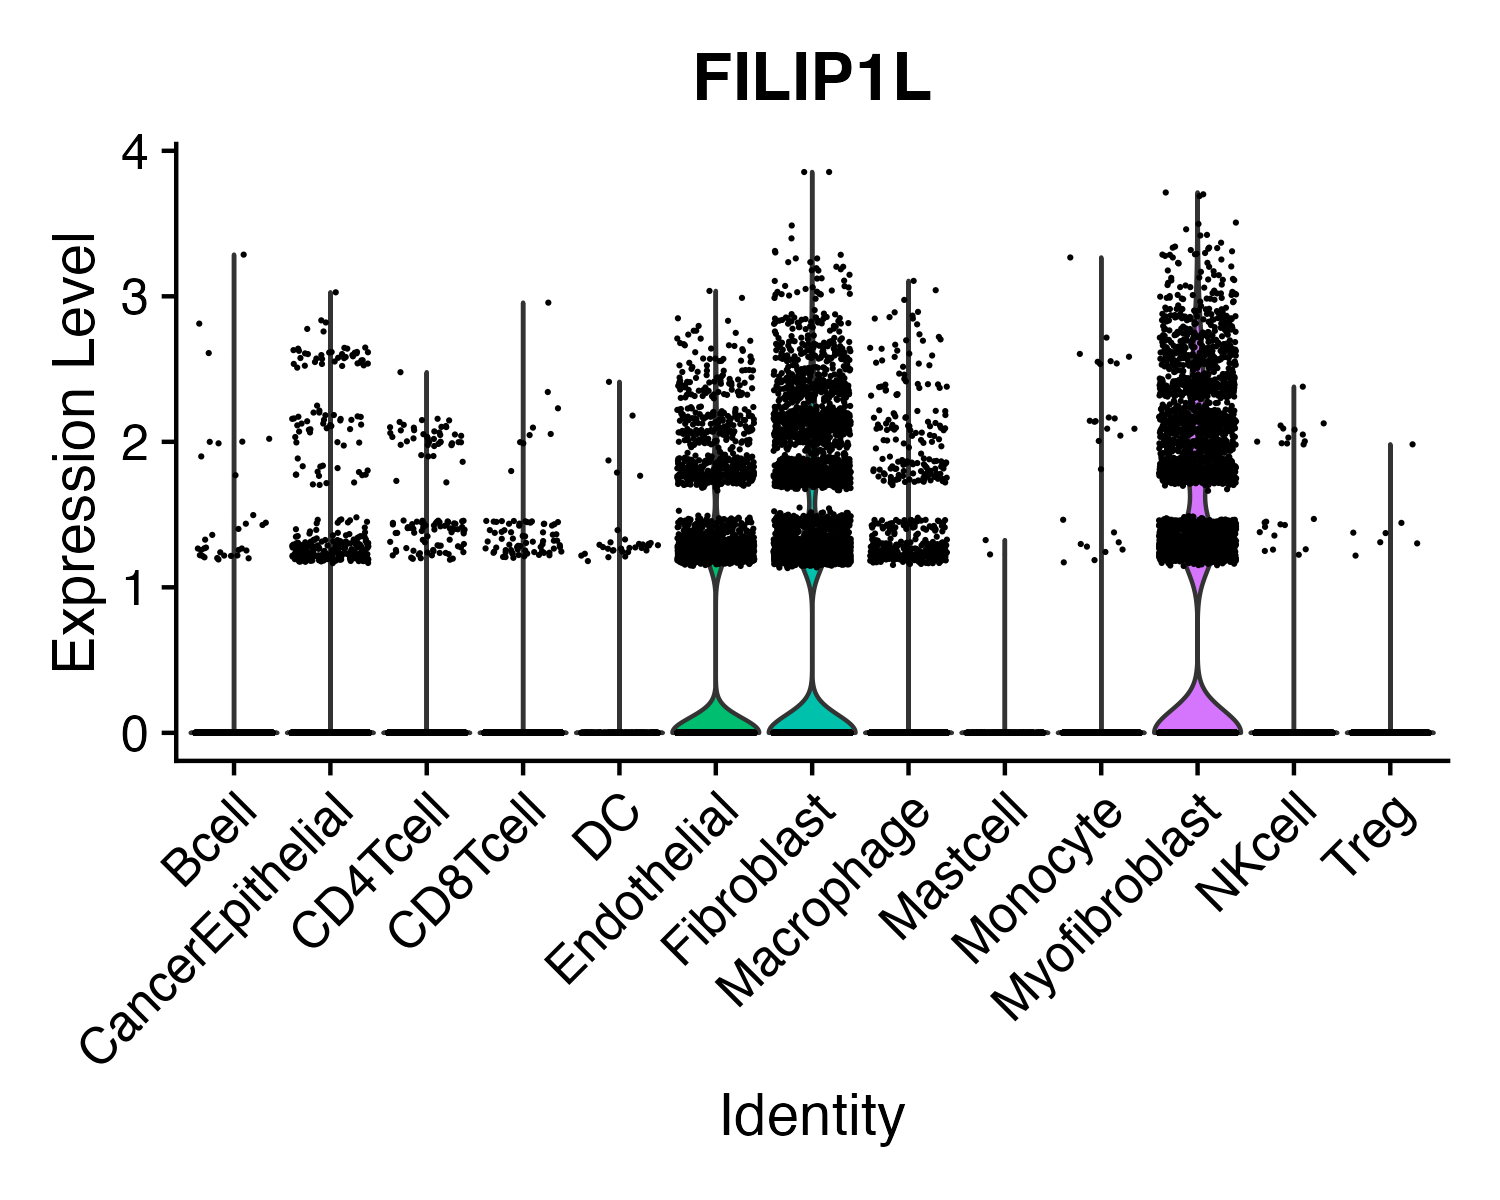 FILIP1L
Expression Level
4
3
2
1
0
Bcell
CancerEpithelial
CD4Tcell
CD8Tcell
DC
Endothelial
Fibroblast
Macrophage
Mastcell
Monocyte
Myofibroblast
NKcell
Treg
Identity